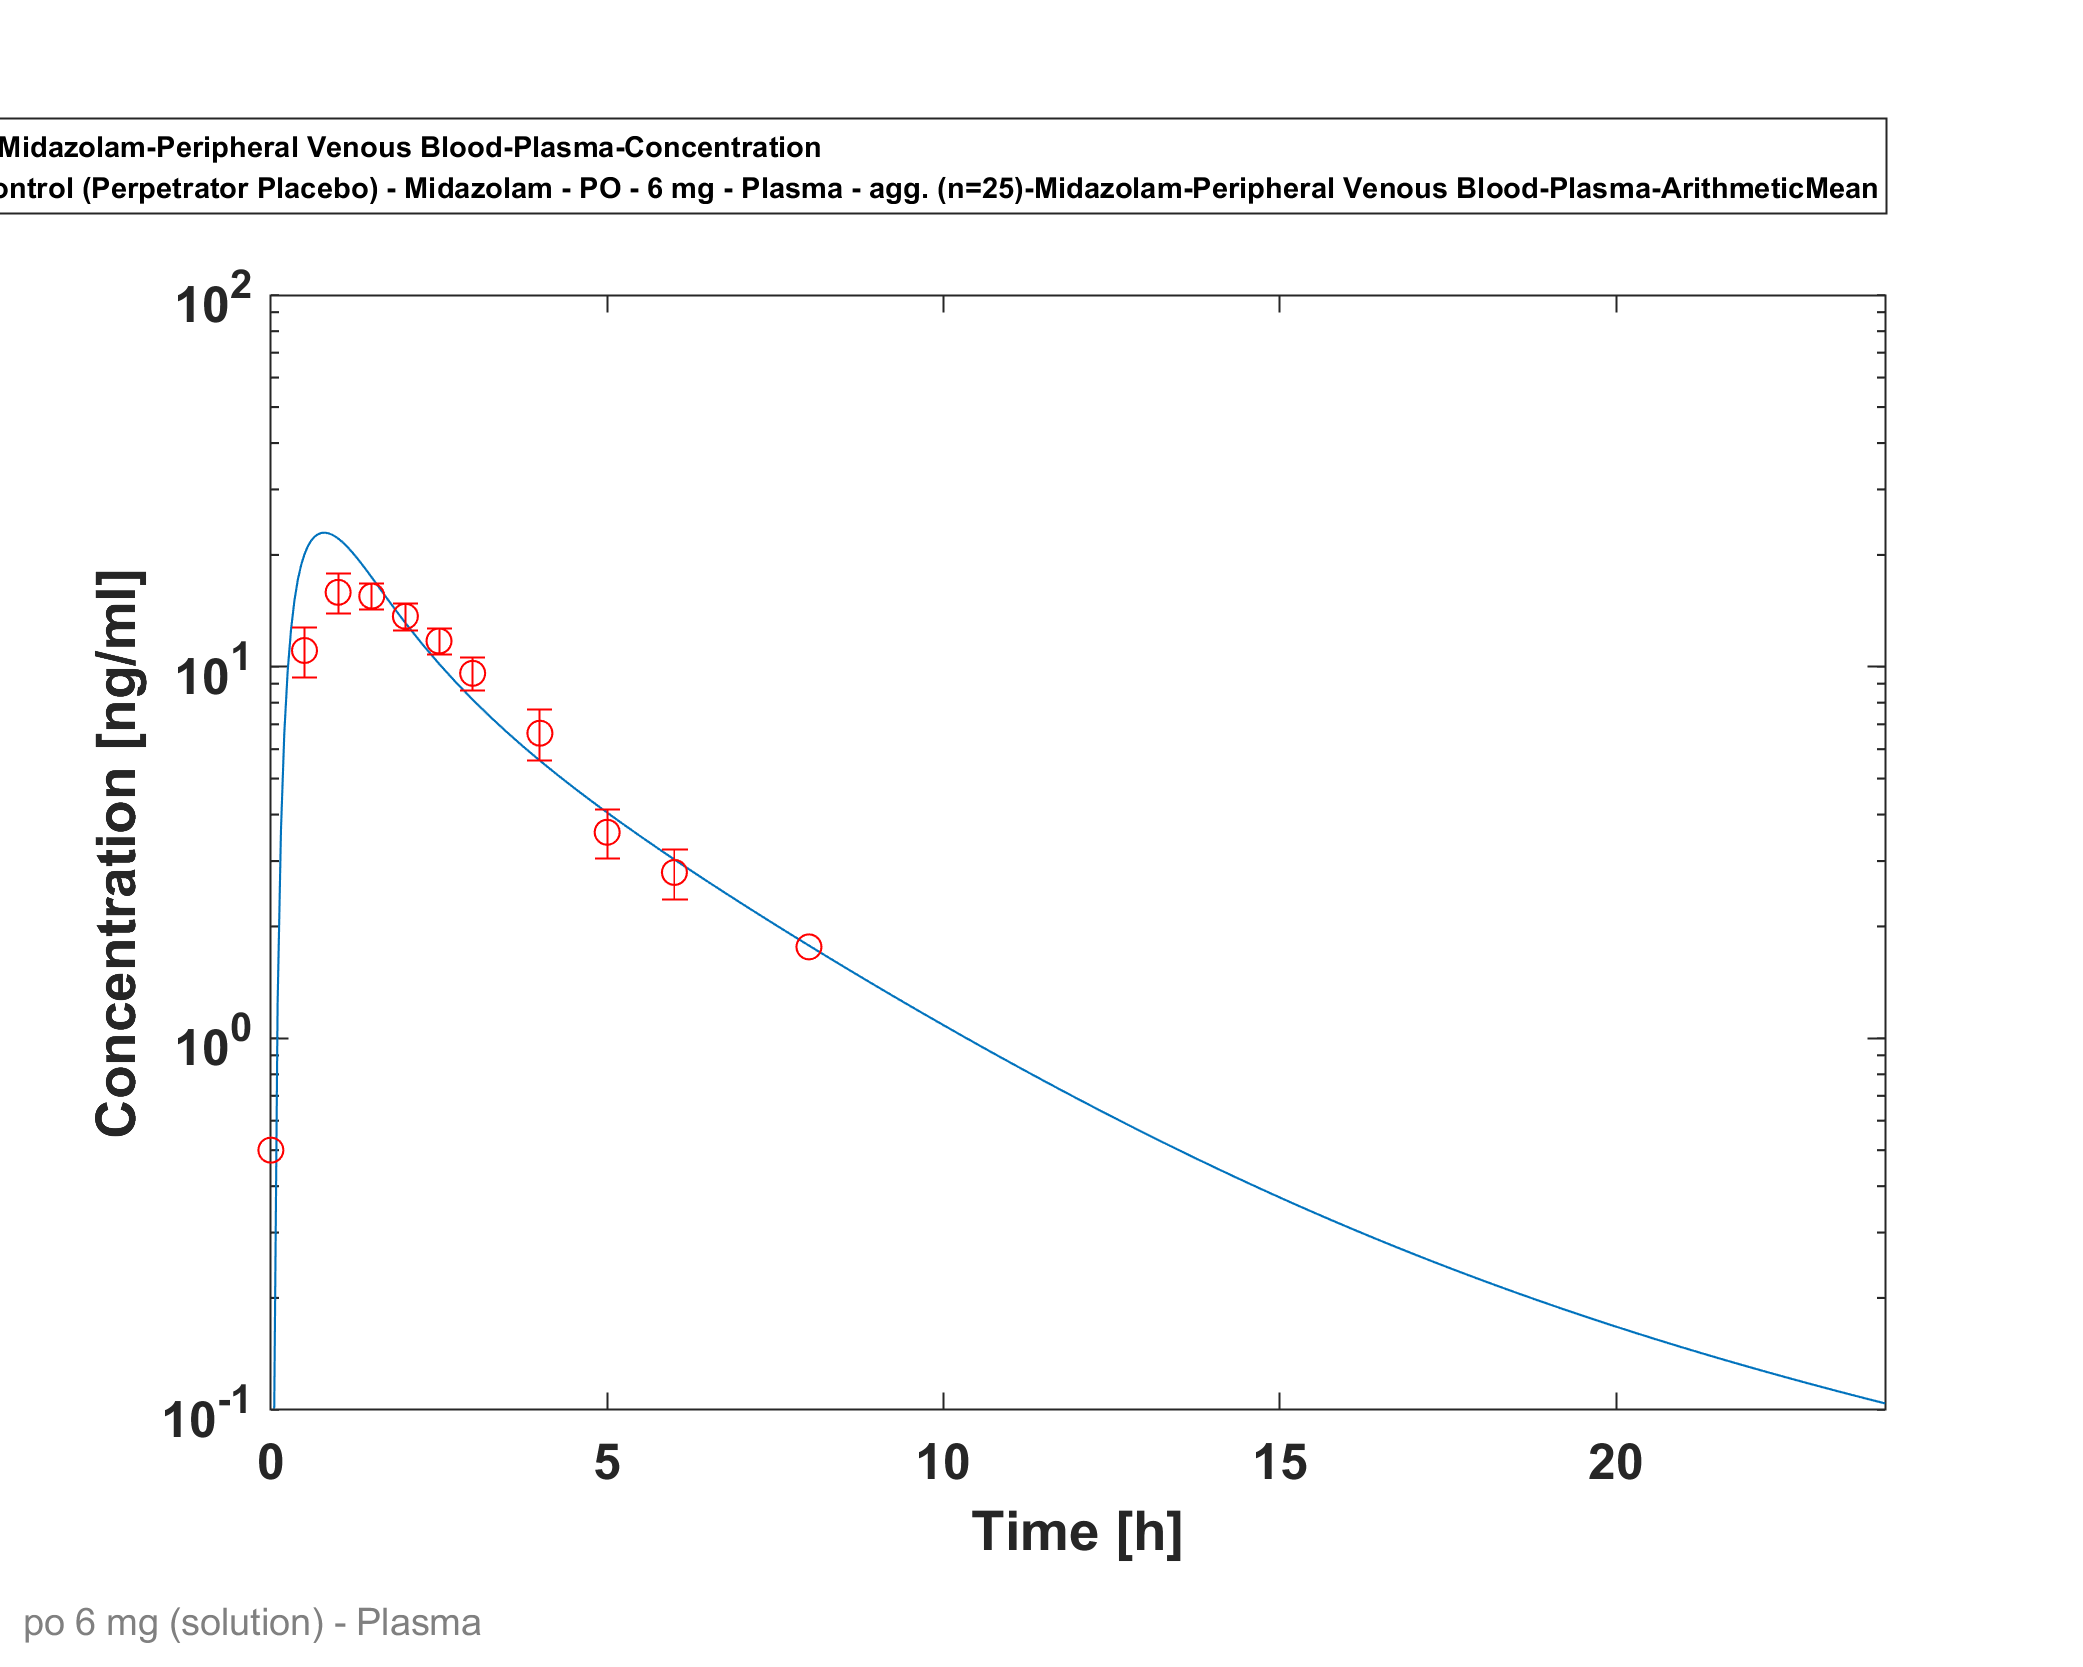 Midazolam-Peripheral Venous Blood-Plasma-Concentration
(Perpetrator Placebo) - Midazolam - PO - 6 mg - Plasma - agg. (n=25)-Midazolam-Peripheral Venous Blood-Plasma-ArithmeticMean
10^2
10^1
10^0
10^-1
Concentration [ng/ml]
0 5 10 15 20
Time [h]
po 6 mg (solution) - Plasma